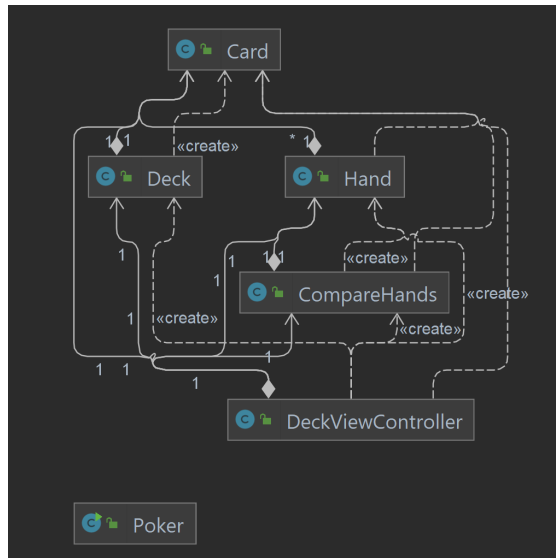 C Card
1 1 * 1
«create»
C Deck
C Hand
1 1 1 1
«create»
C CompareHands
«create»
1 1
«create»
1
«create»
1 1 1
C DeckViewController
C Poker